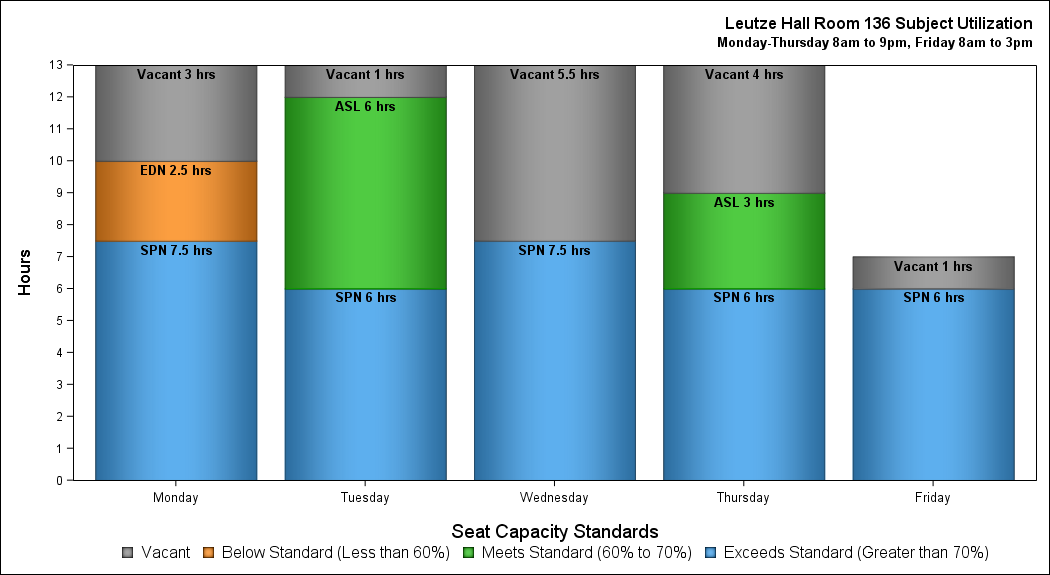 Leutze Hall Room 136 Subject Utilization
Monday-Thursday 8am to 9pm, Friday 8am to 3pm
Hours
13
12
11
10
9
8
7
6
5
4
3
2
1
0
Vacant 3 hrs
EDN 2.5 hrs
SPN 7.5 hrs
Vacant 1 hrs
ASL 6 hrs
SPN 6 hrs
Vacant 5.5 hrs
SPN 7.5 hrs
Vacant 4 hrs
ASL 3 hrs
SPN 6 hrs
Vacant 1 hrs
SPN 6 hrs
Monday Tuesday Wednesday Thursday Friday
Seat Capacity Standards
Vacant Below Standard (Less than 60%) Meets Standard (60% to 70%) Exceeds Standard (Greater than 70%)